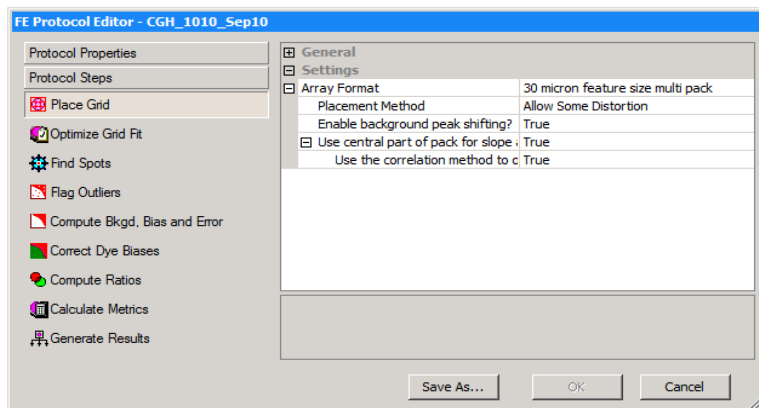 FE Protocol Editor - CGH_1010_Sep10
Protocol Properties
Protocol Steps
Place Grid
Optimize Grid Fit
Find Spots
Flag Outliers
Compute Bkgd, Bias and Error
Correct Dye Biases
Compute Ratios
Calculate Metrics
Generate Results
General
Settings
Array Format 30 micron feature size multi pack
Placement Method Allow Some Distortion
Enable background peak shifting? True
Use central part of pack for slope True
Use the correlation method to True
Save As...
OK
Cancel